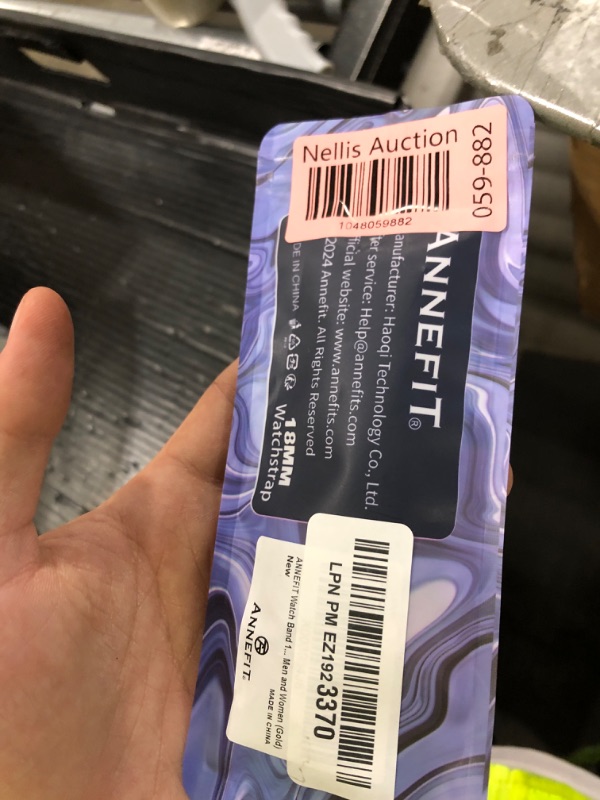 Nellis Auction
1048059882
059-882
ANNEFIT®
anufacturer: Haoqi Technology Co., Ltd.
er service: Help@annefits.com
ficial website: www.annefits.com
2024 Annefit. All Rights Reserved
DE IN CHINA
18MM
Watchstrap
LPN PM EZ1923370
ANNEFIT Watch Band 1... Men and Women (Gold)
New
ANNEFIT
MADE IN CHINA